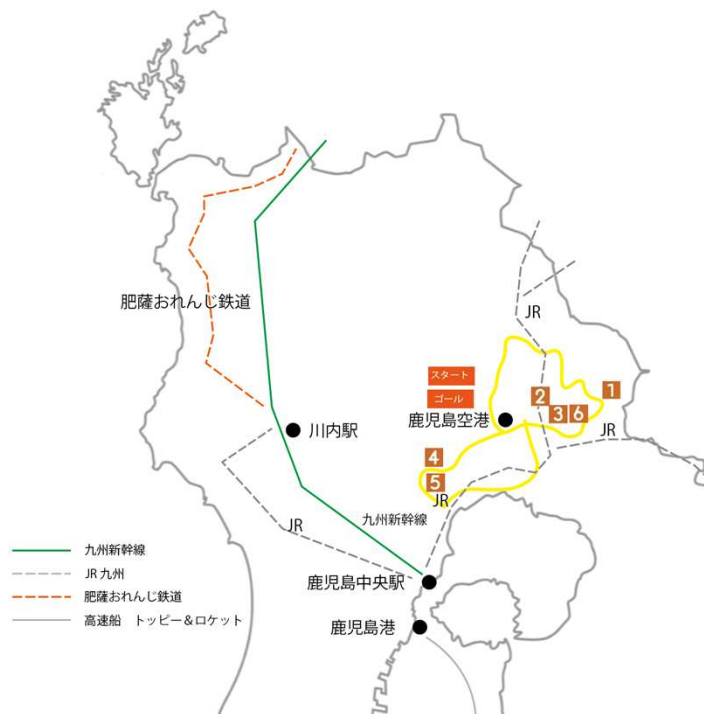 肥薩おれんじ鉄道
JR
スタート
ゴール
鹿児島空港
1
2
3
6
JR
川内駅
4
5
JR
九州新幹線
JR
鹿児島中央駅
鹿児島港
九州新幹線
JR 九州
肥薩おれんじ鉄道
高速船 トッピー＆ロケット